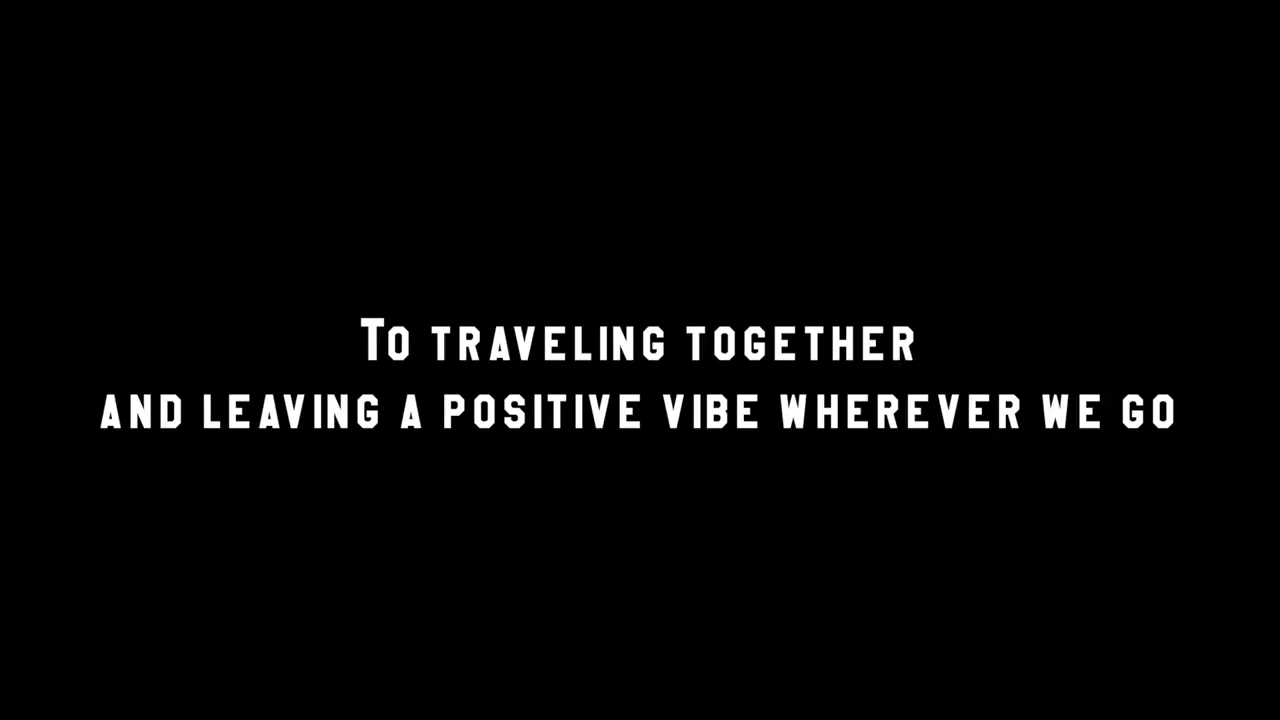 To traveling together
and leaving a positive vibe wherever we go